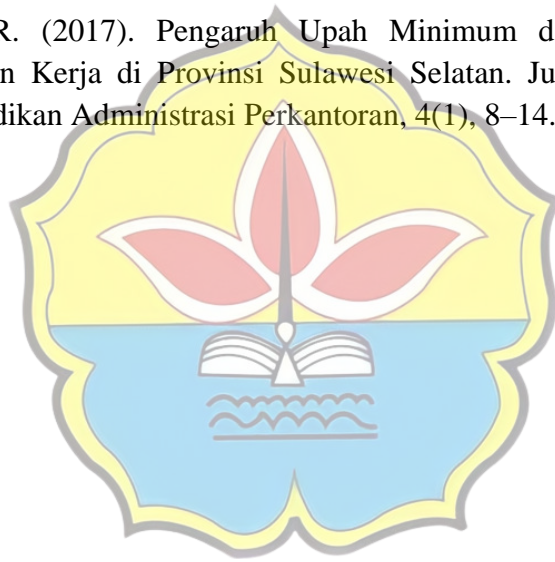 R. (2017). Pengaruh Upah Minimum d
n Kerja di Provinsi Sulawesi Selatan. Ju
dikan Administrasi Perkantoran, 4(1), 8–14.